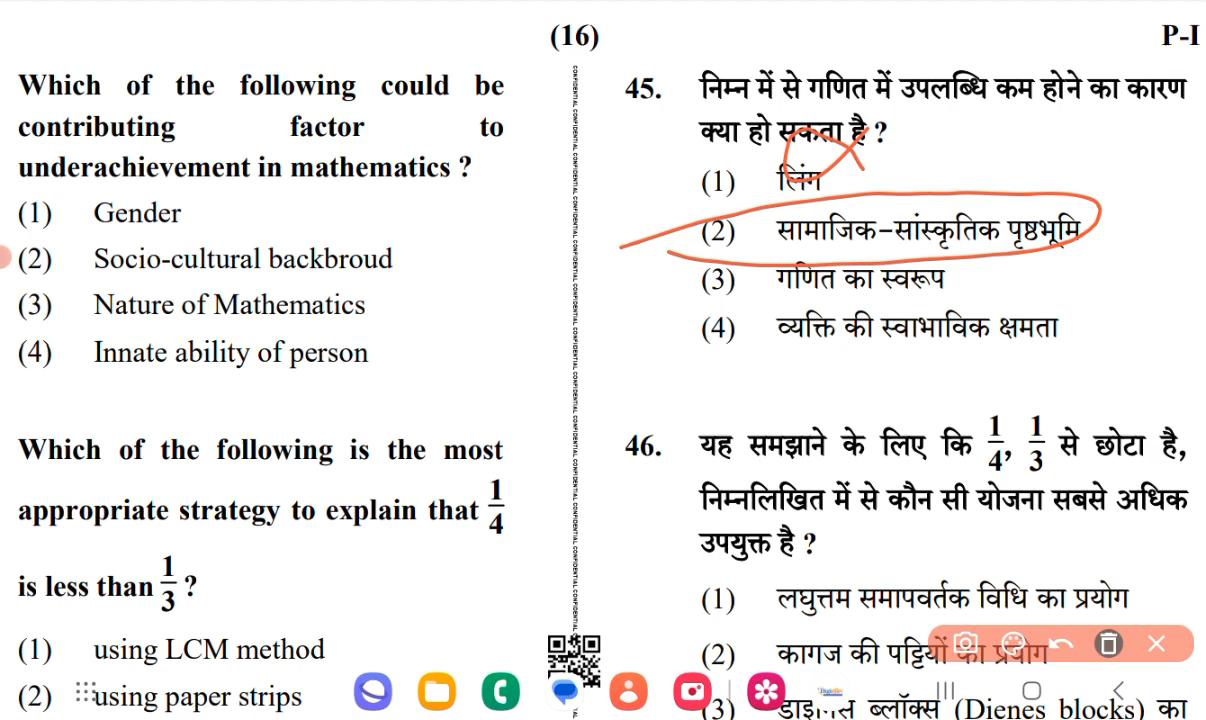 (16)
P-I
Which of the following could be
contributing factor to
underachievement in mathematics ?
(1) Gender
(2) Socio-cultural backbroud
(3) Nature of Mathematics
(4) Innate ability of person
Which of the following is the most
appropriate strategy to explain that 1/4
is less than 1/3 ?
(1) using LCM method
(2) using paper strips
45. निम्न में से गणित में उपलब्धि कम होने का कारण
क्या हो सकता है ?
(1) लिंग
(2) सामाजिक-सांस्कृतिक पृष्ठभूमि
(3) गणित का स्वरूप
(4) व्यक्ति की स्वाभाविक क्षमता
46. यह समझाने के लिए कि 1/4, 1/3 से छोटा है,
निम्नलिखित में से कौन सी योजना सबसे अधिक
उपयुक्त है ?
(1) लघुत्तम समापवर्तक विधि का प्रयोग
(2) कागज की पट्टियों का प्रयोग
(3) ब्लॉक्स (Dienes blocks) का